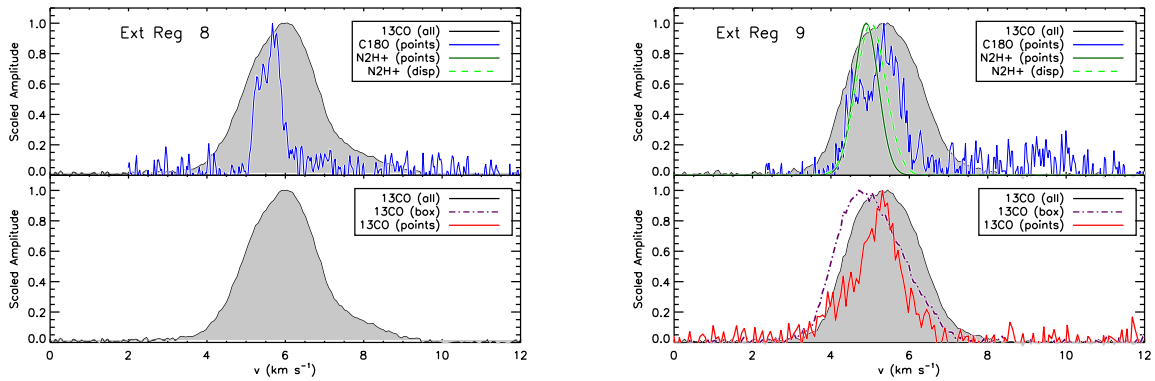 Ext Reg 8
13CO (all)
C18O (points)
N2H+ (points)
N2H+ (disp)
Scaled Amplitude
1.0
0.8
0.6
0.4
0.2
0.0
13CO (all)
13CO (box)
13CO (points)
Scaled Amplitude
1.0
0.8
0.6
0.4
0.2
0.0
0 2 4 6 8 10 12
v (km s⁻¹)
Ext Reg 9
13CO (all)
C18O (points)
N2H+ (points)
N2H+ (disp)
Scaled Amplitude
1.0
0.8
0.6
0.4
0.2
0.0
13CO (all)
13CO (box)
13CO (points)
Scaled Amplitude
1.0
0.8
0.6
0.4
0.2
0.0
0 2 4 6 8 10 12
v (km s⁻¹)